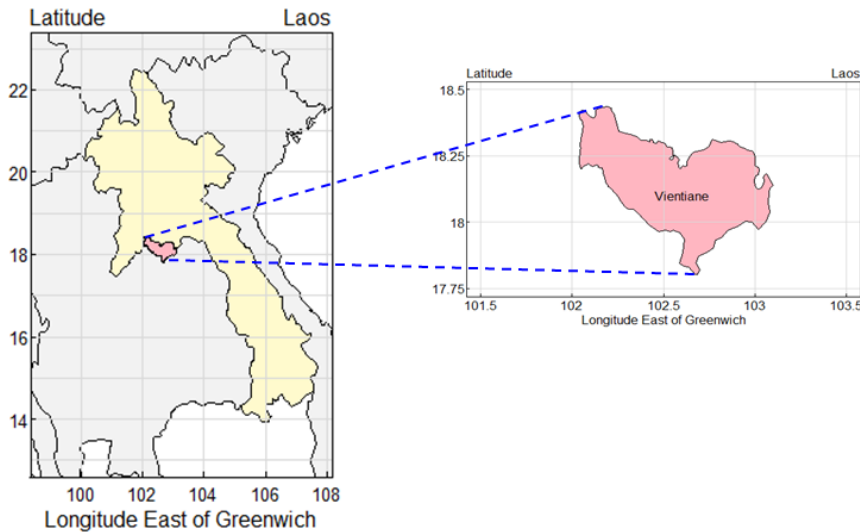 Latitude Laos
22
20
18
16
14
100 102 104 106 108
Longitude East of Greenwich
Latitude Laos
18.5
18.25
18
17.75
Vientiane
101.5 102 102.5 103 103.5
Longitude East of Greenwich